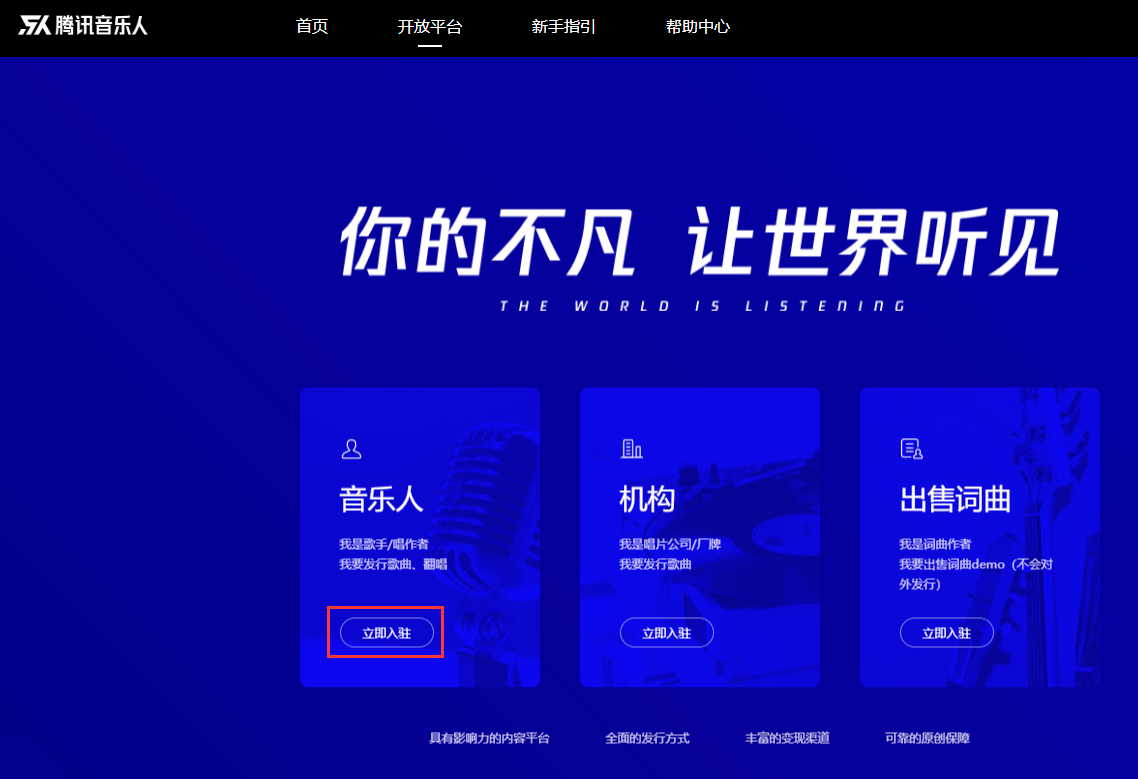 腾讯音乐人
首页
开放平台
新手指引
帮助中心
你的不凡 让世界听见
THE WORLD IS LISTENING
音乐人
我是歌手/唱作者
我要发行歌曲、翻唱
立即入驻
机构
我是唱片公司/厂牌
我要发行歌曲
立即入驻
出售词曲
我是词曲作者
我要出售词曲demo（不会对
外发行）
立即入驻
具有影响力的内容平台
全面的发行方式
丰富的变现渠道
可靠的原创保障